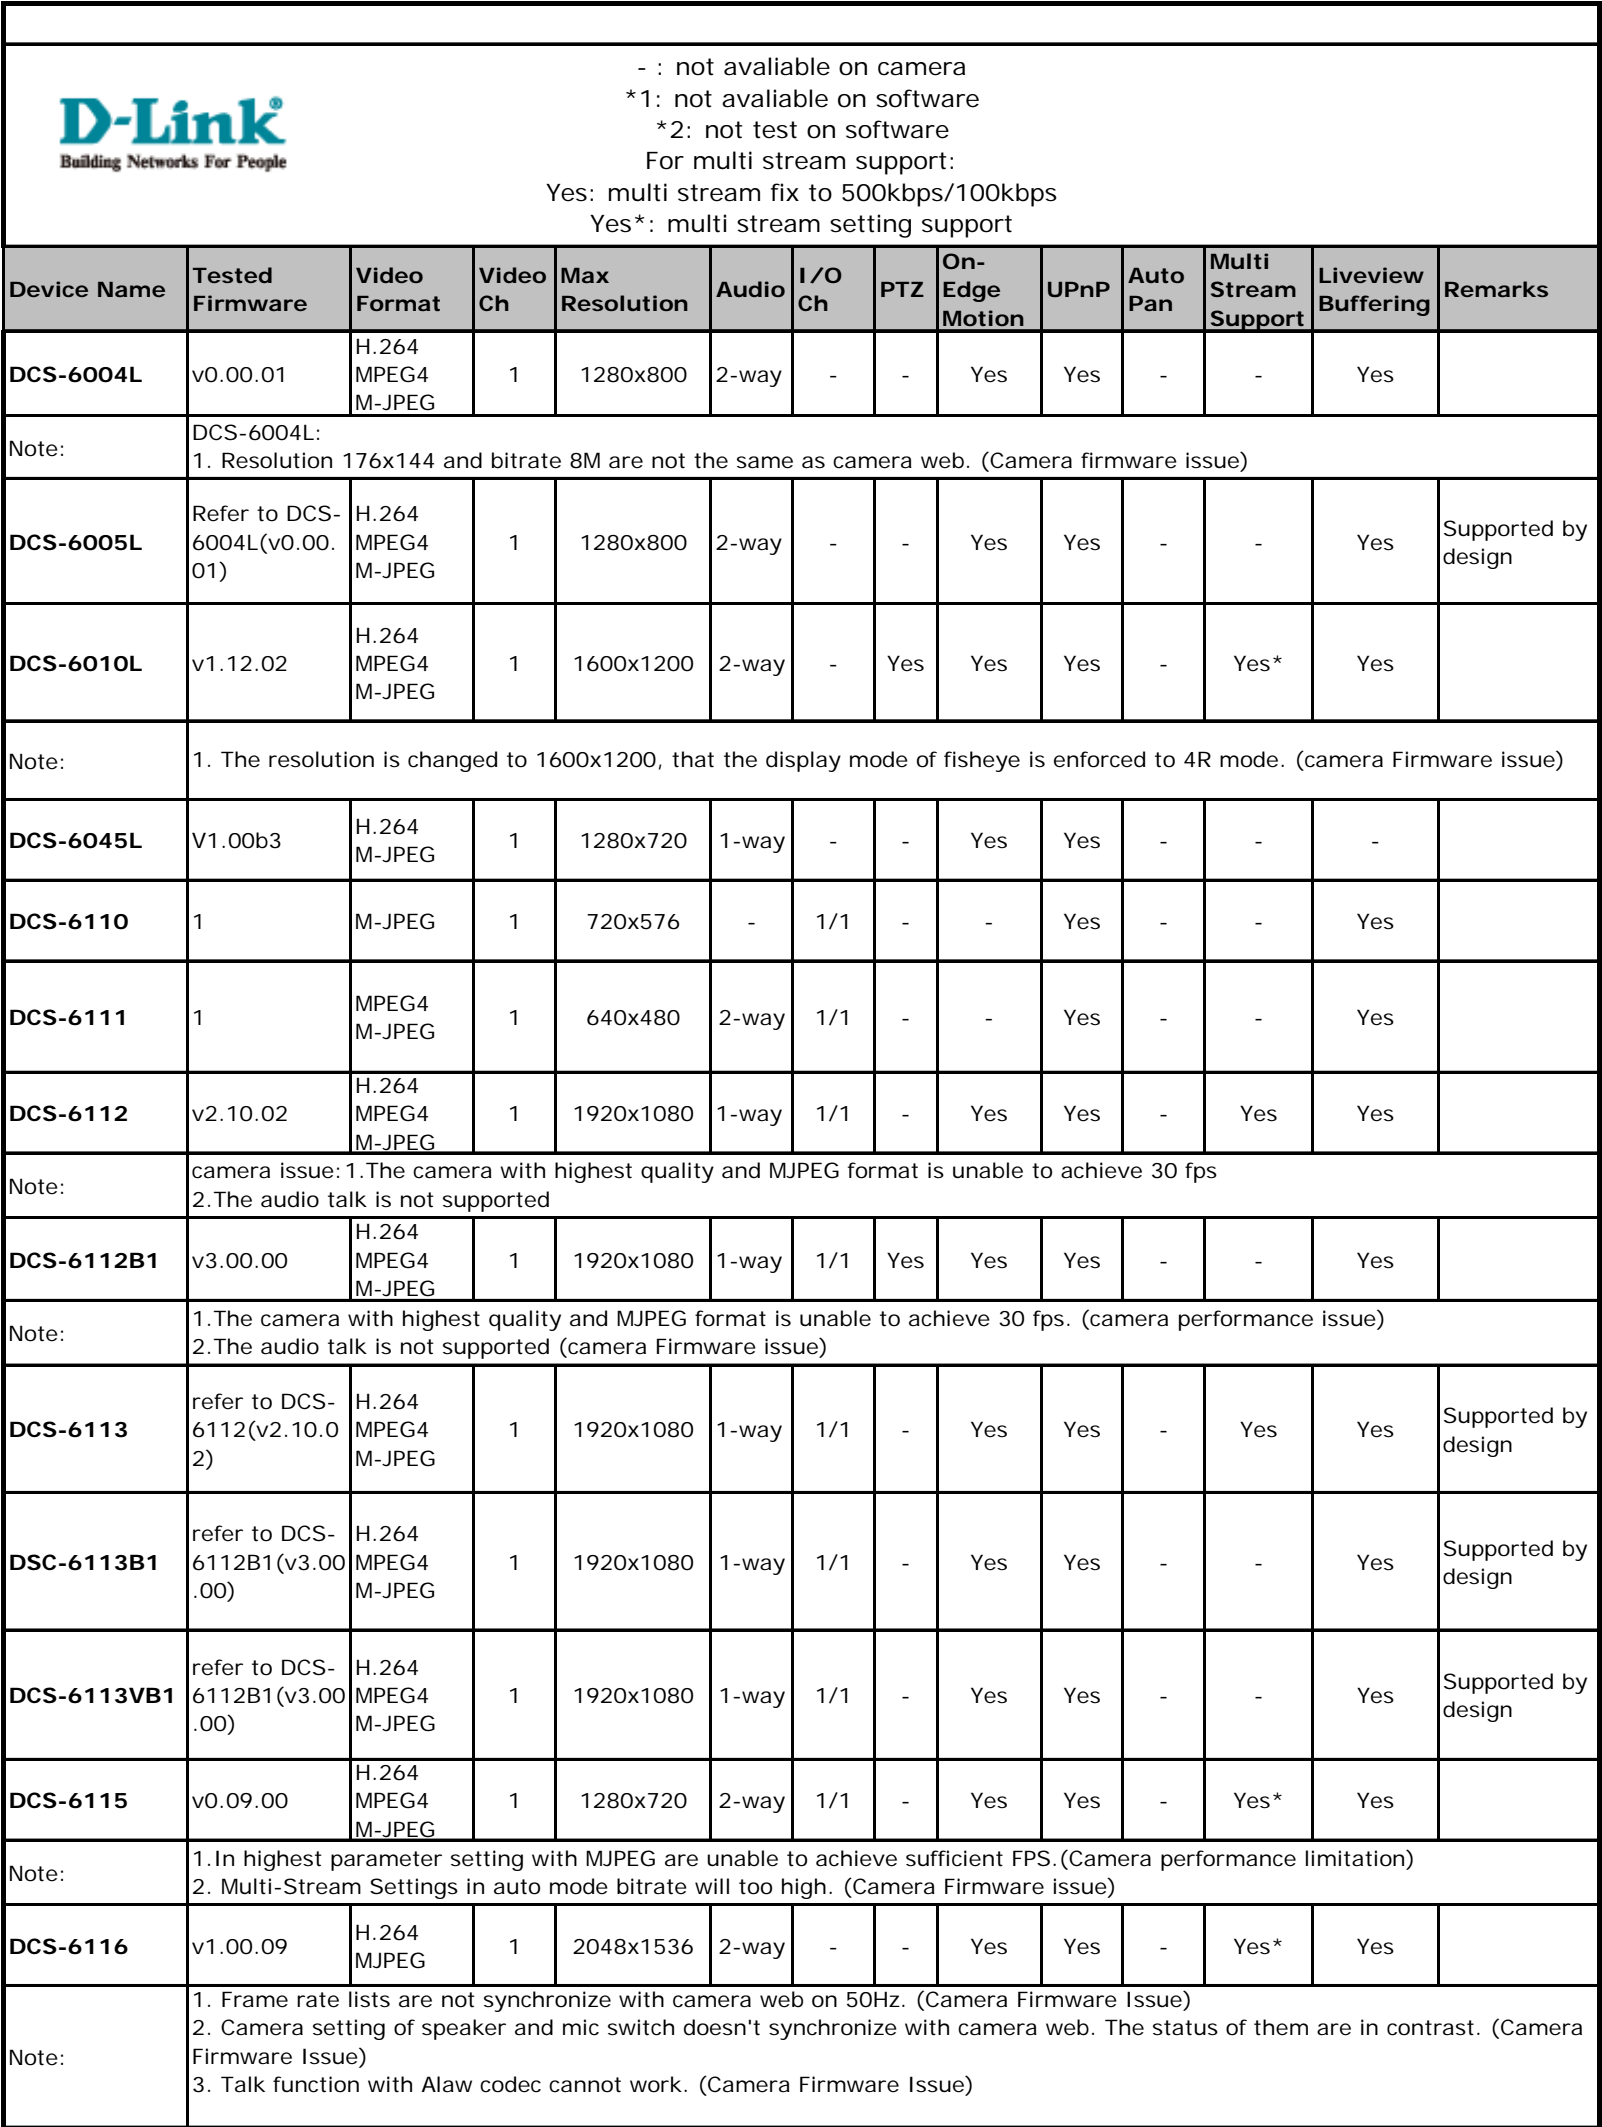 D-Link®
Building Networks For People
- : not avaliable on camera
*1: not avaliable on software
*2: not test on software
For multi stream support:
Yes: multi stream fix to 500kbps/100kbps
Yes*: multi stream setting support
Device Name | Tested Firmware | Video Format | Video Ch | Max Resolution | Audio | I/O Ch | PTZ | On-Edge Motion | UPnP | Auto Pan | Multi Stream Support | Liveview Buffering | Remarks
DCS-6004L | v0.00.01 | H.264 MPEG4 M-JPEG | 1 | 1280x800 | 2-way | - | - | Yes | Yes | - | - | Yes
Note: DCS-6004L:
1. Resolution 176x144 and bitrate 8M are not the same as camera web. (Camera firmware issue)
DCS-6005L | Refer to DCS-6004L(v0.00.01) | H.264 MPEG4 M-JPEG | 1 | 1280x800 | 2-way | - | - | Yes | Yes | - | - | Yes | Supported by design
DCS-6010L | v1.12.02 | H.264 MPEG4 M-JPEG | 1 | 1600x1200 | 2-way | - | Yes | Yes | Yes | - | Yes* | Yes
Note: 1. The resolution is changed to 1600x1200, that the display mode of fisheye is enforced to 4R mode. (camera Firmware issue)
DCS-6045L | V1.00b3 | H.264 M-JPEG | 1 | 1280x720 | 1-way | - | - | Yes | Yes | - | - | -
DCS-6110 | 1 | M-JPEG | 1 | 720x576 | - | 1/1 | - | - | Yes | - | - | Yes
DCS-6111 | 1 | MPEG4 M-JPEG | 1 | 640x480 | 2-way | 1/1 | - | - | Yes | - | - | Yes
DCS-6112 | v2.10.02 | H.264 MPEG4 M-JPEG | 1 | 1920x1080 | 1-way | 1/1 | - | Yes | Yes | - | Yes | Yes
Note: camera issue:1.The camera with highest quality and MJPEG format is unable to achieve 30 fps
2.The audio talk is not supported
DCS-6112B1 | v3.00.00 | H.264 MPEG4 M-JPEG | 1 | 1920x1080 | 1-way | 1/1 | Yes | Yes | Yes | - | - | Yes
Note: 1.The camera with highest quality and MJPEG format is unable to achieve 30 fps. (camera performance issue)
2.The audio talk is not supported (camera Firmware issue)
DCS-6113 | refer to DCS-6112(v2.10.02) | H.264 MPEG4 M-JPEG | 1 | 1920x1080 | 1-way | 1/1 | - | Yes | Yes | - | Yes | Yes | Supported by design
DSC-6113B1 | refer to DCS-6112B1(v3.00.00) | H.264 MPEG4 M-JPEG | 1 | 1920x1080 | 1-way | 1/1 | - | Yes | Yes | - | - | Yes | Supported by design
DCS-6113VB1 | refer to DCS-6112B1(v3.00.00) | H.264 MPEG4 M-JPEG | 1 | 1920x1080 | 1-way | 1/1 | - | Yes | Yes | - | - | Yes | Supported by design
DCS-6115 | v0.09.00 | H.264 MPEG4 M-JPEG | 1 | 1280x720 | 2-way | 1/1 | - | Yes | Yes | - | Yes* | Yes
Note: 1.In highest parameter setting with MJPEG are unable to achieve sufficient FPS.(Camera performance limitation)
2. Multi-Stream Settings in auto mode bitrate will too high. (Camera Firmware issue)
DCS-6116 | v1.00.09 | H.264 MJPEG | 1 | 2048x1536 | 2-way | - | - | Yes | Yes | - | Yes* | Yes
Note: 1. Frame rate lists are not synchronize with camera web on 50Hz. (Camera Firmware Issue)
2. Camera setting of speaker and mic switch doesn't synchronize with camera web. The status of them are in contrast. (Camera
Firmware Issue)
3. Talk function with Alaw codec cannot work. (Camera Firmware Issue)